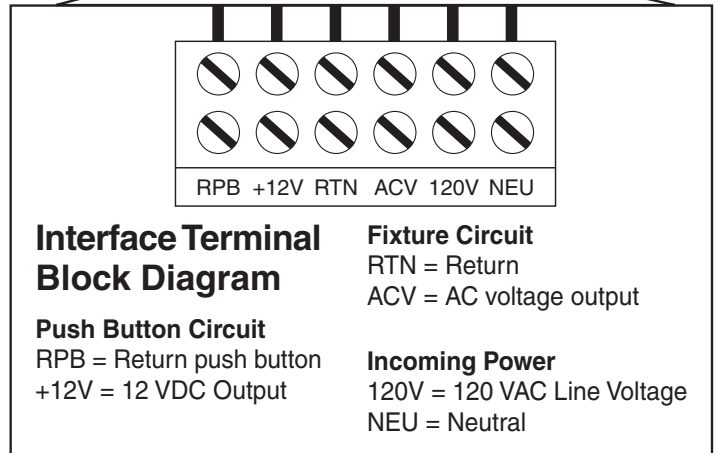 RPB +12V RTN ACV 120V NEU
Interface Terminal
Block Diagram
Push Button Circuit
RPB = Return push button
+12V = 12 VDC Output
Fixture Circuit
RTN = Return
ACV = AC voltage output
Incoming Power
120V = 120 VAC Line Voltage
NEU = Neutral